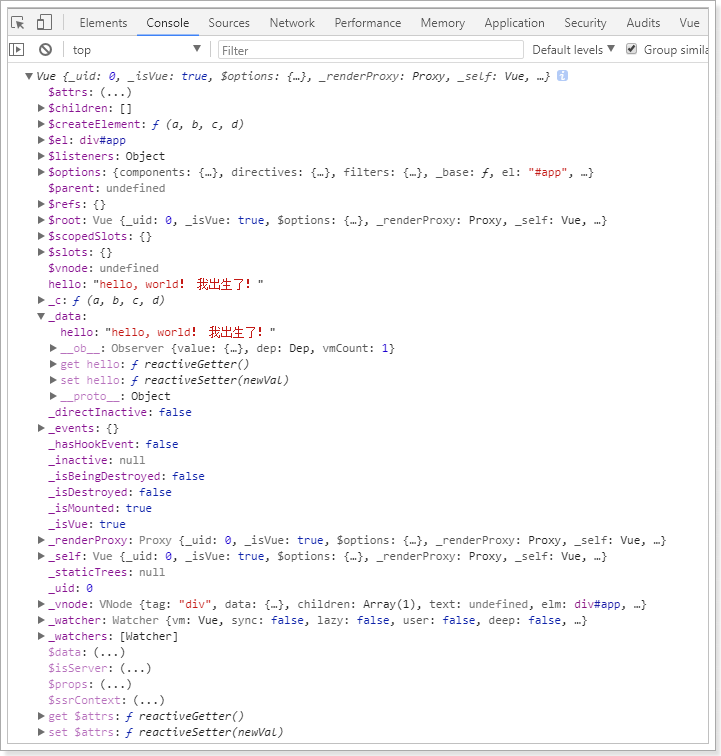 Elements Console Sources Network Performance Memory Application Security Audits Vue
top Filter Default levels Group simila
Vue {_uid: 0, _isVue: true, $options: {…}, _renderProxy: Proxy, _self: Vue, …}
$attrs: (...)
$children: []
$createElement: ƒ (a, b, c, d)
$el: div#app
$listeners: Object
$options: {components: {…}, directives: {…}, filters: {…}, _base: ƒ, el: "#app", …}
$parent: undefined
$refs: {}
$root: Vue {_uid: 0, _isVue: true, $options: {…}, _renderProxy: Proxy, _self: Vue, …}
$scopedSlots: {}
$slots: {}
$vnode: undefined
hello: "hello, world! 我出生了！"
_c: ƒ (a, b, c, d)
_data:
hello: "hello, world! 我出生了！"
__ob__: Observer {value: {…}, dep: Dep, vmCount: 1}
get hello: ƒ reactiveGetter()
set hello: ƒ reactiveSetter(newVal)
__proto__: Object
_directInactive: false
_events: {}
_hasHookEvent: false
_inactive: null
_isBeingDestroyed: false
_isDestroyed: false
_isMounted: true
_isVue: true
_renderProxy: Proxy {_uid: 0, _isVue: true, $options: {…}, _renderProxy: Proxy, _self: Vue, …}
_self: Vue {_uid: 0, _isVue: true, $options: {…}, _renderProxy: Proxy, _self: Vue, …}
_staticTrees: null
_uid: 0
_vnode: VNode {tag: "div", data: {…}, children: Array(1), text: undefined, elm: div#app, …}
_watcher: Watcher {vm: Vue, sync: false, lazy: false, user: false, deep: false, …}
_watchers: [Watcher]
$data: (...)
$isServer: (...)
$props: (...)
$ssrContext: (...)
get $attrs: ƒ reactiveGetter()
set $attrs: ƒ reactiveSetter(newVal)